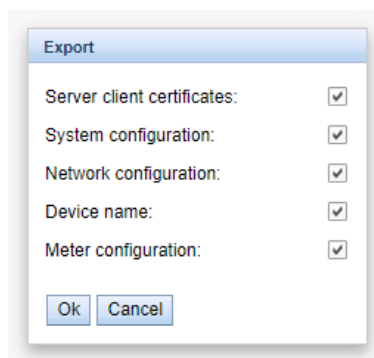 Export
Server client certificates:
System configuration:
Network configuration:
Device name:
Meter configuration:
Ok Cancel